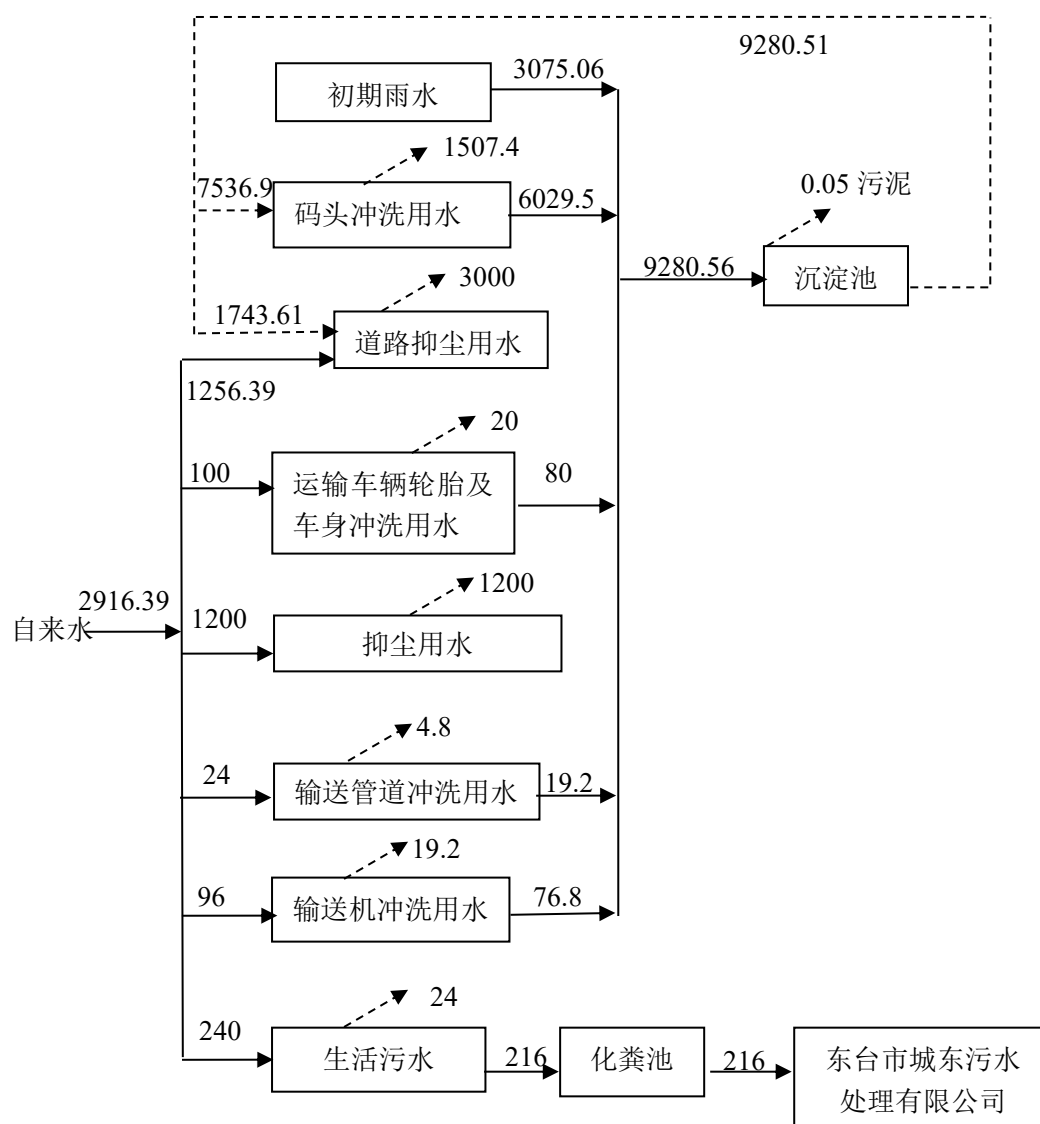 9280.51
3075.06
初期雨水
1507.4
7536.9
码头冲洗用水
6029.5
0.05 污泥
9280.56
沉淀池
3000
1743.61
道路抑尘用水
1256.39
20
100
运输车辆轮胎及
车身冲洗用水
80
2916.39
自来水
1200
1200
抑尘用水
4.8
24
输送管道冲洗用水
19.2
19.2
96
输送机冲洗用水
76.8
24
240
生活污水
216
化粪池
216
东台市城东污水
处理有限公司